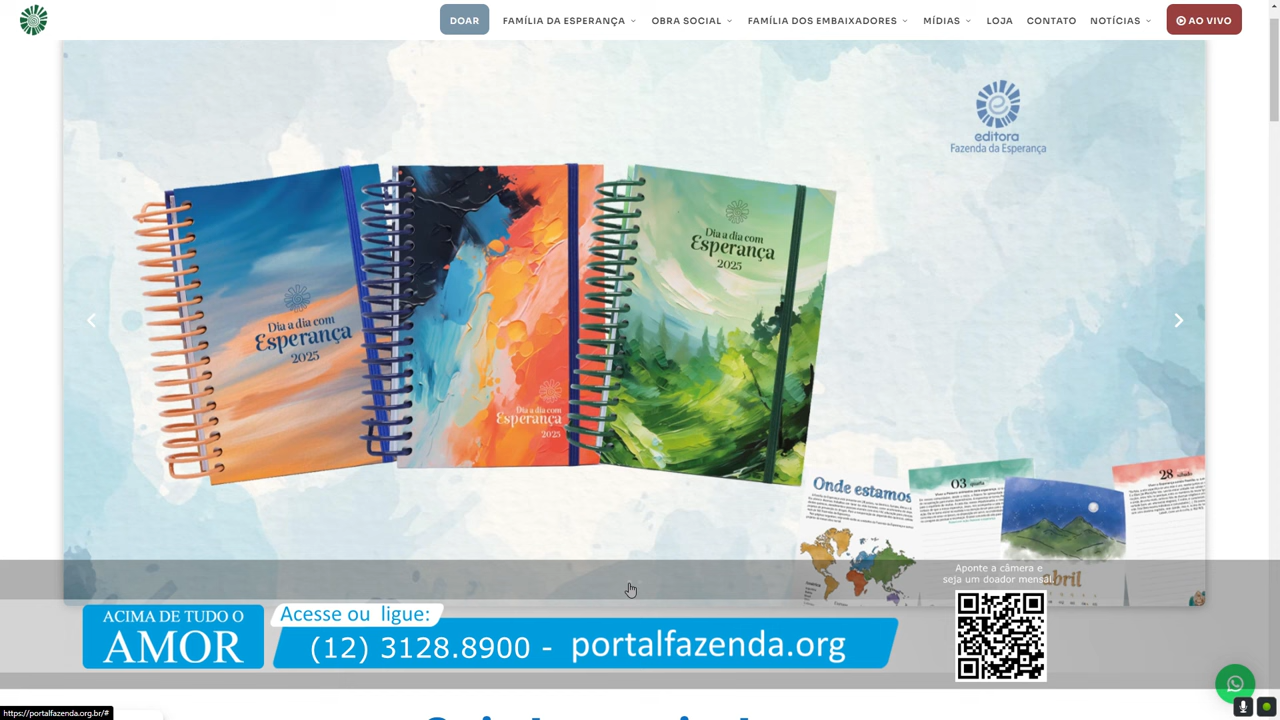 DOAR
FAMÍLIA DA ESPERANÇA
OBRA SOCIAL
FAMÍLIA DOS EMBAIXADORES
MÍDIAS
LOJA
CONTATO
NOTÍCIAS
AO VIVO
editora
Fazenda da Esperança
Dia a dia com
Esperança
2025
Dia a dia com
Esperança
2025
Dia a dia com
Esperança
2025
Onde estamos
03 quarta
28 sábado
Aponte a câmera e
seja um doador mensal.
ACIMA DE TUDO O
AMOR
Acesse ou ligue:
(12) 3128.8900 - portalfazenda.org
https://portalfazenda.org.br/#